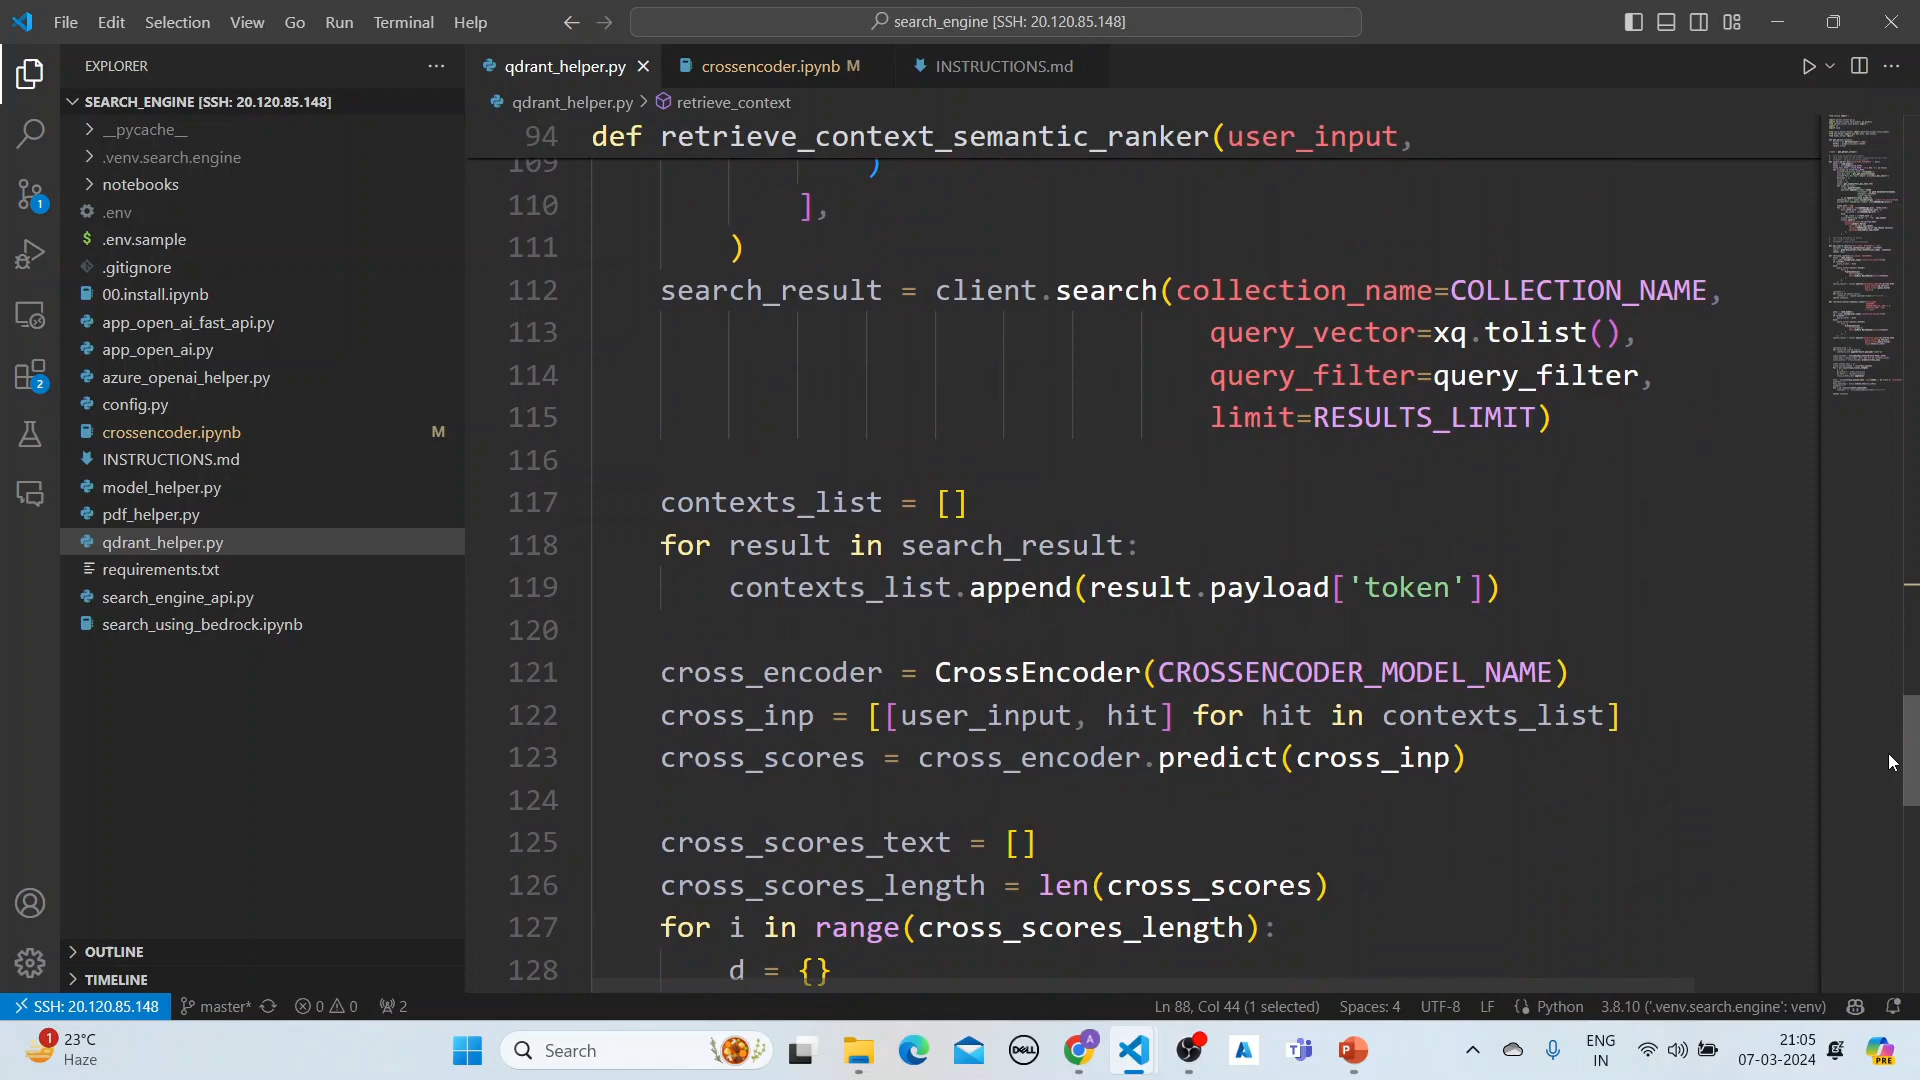 File Edit Selection View Go Run Terminal Help
search_engine [SSH: 20.120.85.148]
EXPLORER
qdrant_helper.py
crossencoder.ipynb M
INSTRUCTIONS.md
SEARCH_ENGINE [SSH: 20.120.85.148]
qdrant_helper.py > retrieve_context
__pycache__
.venv.search.engine
notebooks
.env
.env.sample
.gitignore
00.install.ipynb
app_open_ai_fast_api.py
app_open_ai.py
azure_openai_helper.py
config.py
crossencoder.ipynb M
INSTRUCTIONS.md
model_helper.py
pdf_helper.py
qdrant_helper.py
requirements.txt
search_engine_api.py
search_using_bedrock.ipynb
OUTLINE
TIMELINE
1
2
94 def retrieve_context_semantic_ranker(user_input,
109 )
110 ],
111 )
112 search_result = client.search(collection_name=COLLECTION_NAME,
113 query_vector=xq.tolist(),
114 query_filter=query_filter,
115 limit=RESULTS_LIMIT)
116
117 contexts_list = []
118 for result in search_result:
119 contexts_list.append(result.payload['token'])
120
121 cross_encoder = CrossEncoder(CROSSENCODER_MODEL_NAME)
122 cross_inp = [[user_input, hit] for hit in contexts_list]
123 cross_scores = cross_encoder.predict(cross_inp)
124
125 cross_scores_text = []
126 cross_scores_length = len(cross_scores)
127 for i in range(cross_scores_length):
128 d = {}
SSH: 20.120.85.148 master* 0 0 2 Ln 88, Col 44 (1 selected) Spaces: 4 UTF-8 LF Python 3.8.10 ('.venv.search.engine': venv)
1
23°C
Haze
Search
DELL
A
ENG
IN
21:05
07-03-2024
PRE